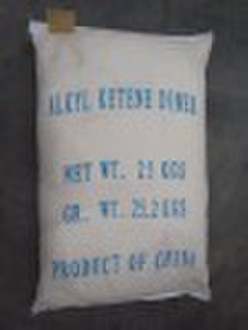 ALKYL KETENE DIMER
NET WT. 25 KGS
GR. WT. 25.2 KGS
PRODUCT OF CHINA